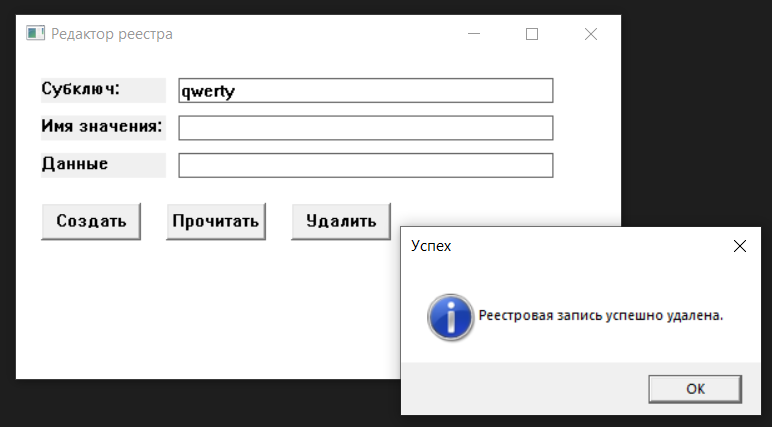 Редактор реестра
Субключ:
qwerty
Имя значения:
Данные
Создать
Прочитать
Удалить
Успех
Реестровая запись успешно удалена.
OK